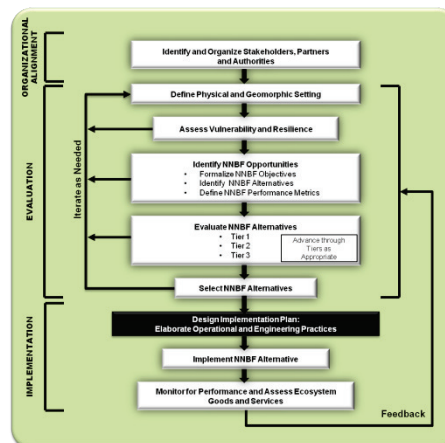 ORGANIZATIONAL
ALIGNMENT
Identify and Organize Stakeholders, Partners
and Authorities
EVALUATION
Iterate as Needed
Define Physical and Geomorphic Setting
Assess Vulnerability and Resilience
Identify NNBF Opportunities
• Formalize NNBF Objectives
• Identify NNBF Alternatives
• Define NNBF Performance Metrics
Evaluate NNBF Alternatives
• Tier 1
• Tier 2
• Tier 3
Advance through
Tiers as
Appropriate
Select NNBF Alternatives
IMPLEMENTATION
Design Implementation Plan:
Elaborate Operational and Engineering Practices
Implement NNBF Alternative
Monitor for Performance and Assess Ecosystem
Goods and Services
Feedback